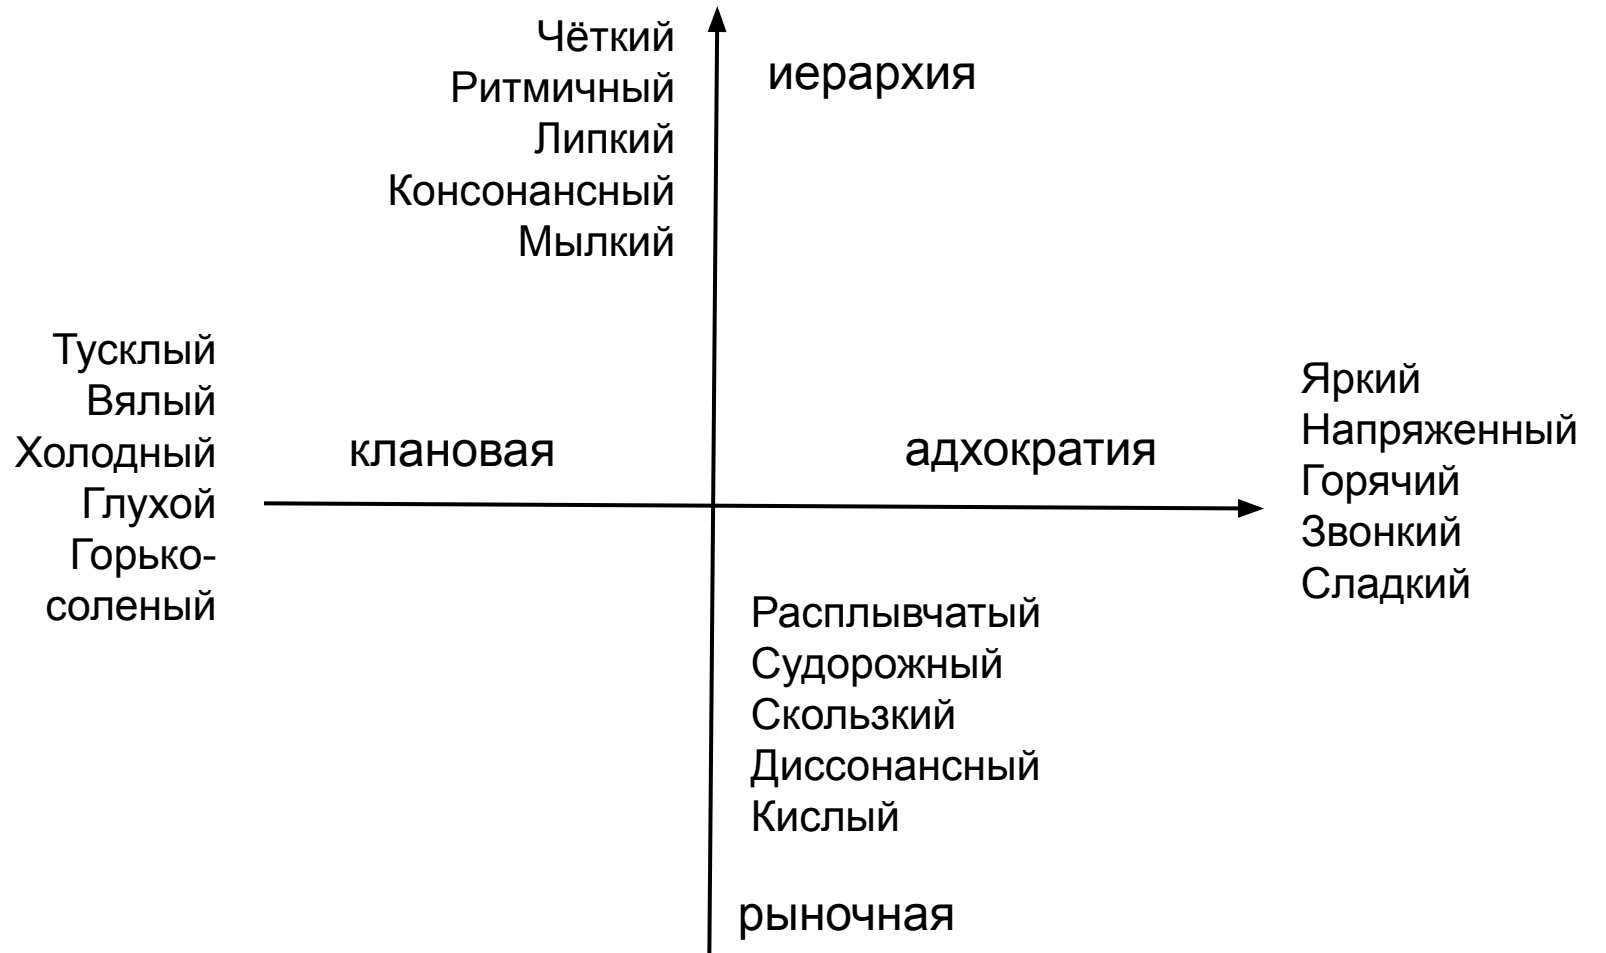 Чёткий
Ритмичный
Липкий
Консонансный
Мылкий
иерархия
Тусклый
Вялый
Холодный
Глухой
Горько-
соленый
клановая
адхократия
Яркий
Напряженный
Горячий
Звонкий
Сладкий
Расплывчатый
Судорожный
Скользкий
Диссонансный
Кислый
рыночная